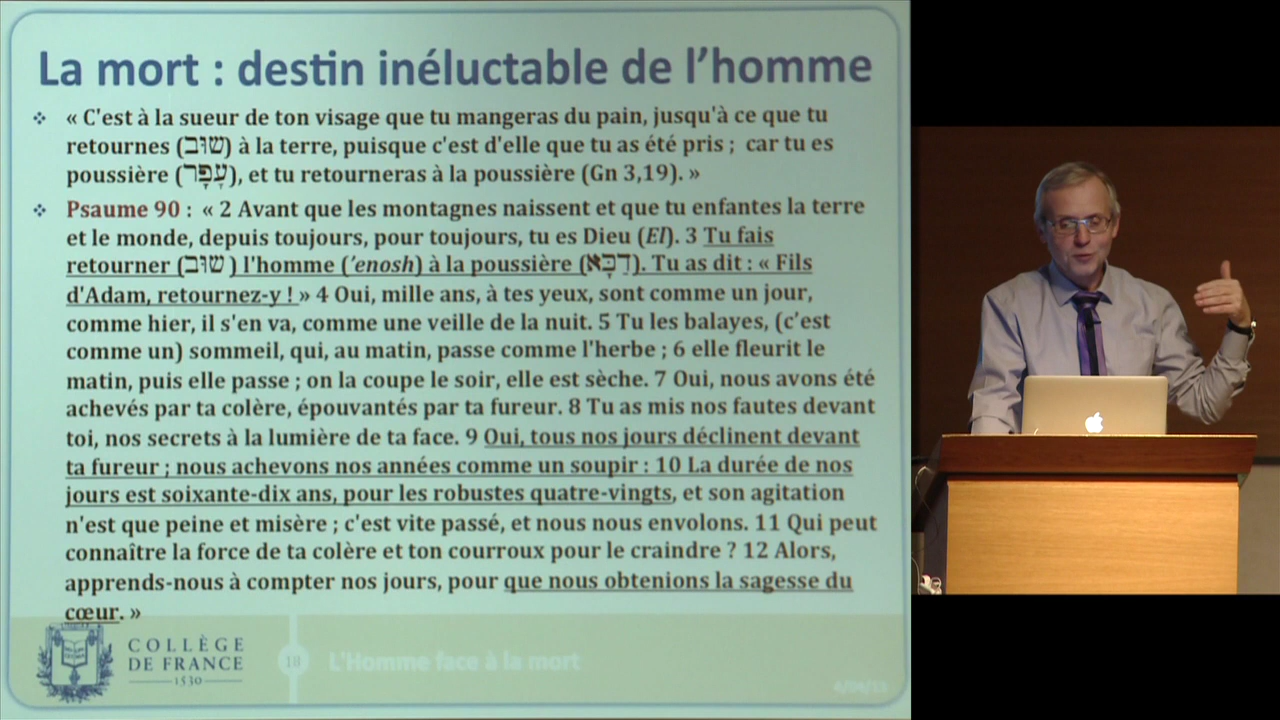 La mort : destin inéluctable de l'homme
❖ « C'est à la sueur de ton visage que tu mangeras du pain, jusqu'à ce que tu
retournes (שׁוּב) à la terre, puisque c'est d'elle que tu as été pris ; car tu es
poussière (עָפָר), et tu retourneras à la poussière (Gn 3,19). »
❖ Psaume 90 : « 2 Avant que les montagnes naissent et que tu enfantes la terre
et le monde, depuis toujours, pour toujours, tu es Dieu (El). 3 Tu fais
retourner (שׁוּב ) l'homme (’enosh) à la poussière (דַּכָּא). Tu as dit : « Fils
d'Adam, retournez-y ! » 4 Oui, mille ans, à tes yeux, sont comme un jour,
comme hier, il s'en va, comme une veille de la nuit. 5 Tu les balayes, (c’est
comme un) sommeil, qui, au matin, passe comme l'herbe ; 6 elle fleurit le
matin, puis elle passe ; on la coupe le soir, elle est sèche. 7 Oui, nous avons été
achevés par ta colère, épouvantés par ta fureur. 8 Tu as mis nos fautes devant
toi, nos secrets à la lumière de ta face. 9 Oui, tous nos jours déclinent devant
ta fureur ; nous achevons nos années comme un soupir : 10 La durée de nos
jours est soixante-dix ans, pour les robustes quatre-vingts, et son agitation
n'est que peine et misère ; c'est vite passé, et nous nous envolons. 11 Qui peut
connaître la force de ta colère et ton courroux pour le craindre ? 12 Alors,
apprends-nous à compter nos jours, pour que nous obtenions la sagesse du
cœur. »
COLLÈGE
DE FRANCE
1530
18
L'Homme face à la mort